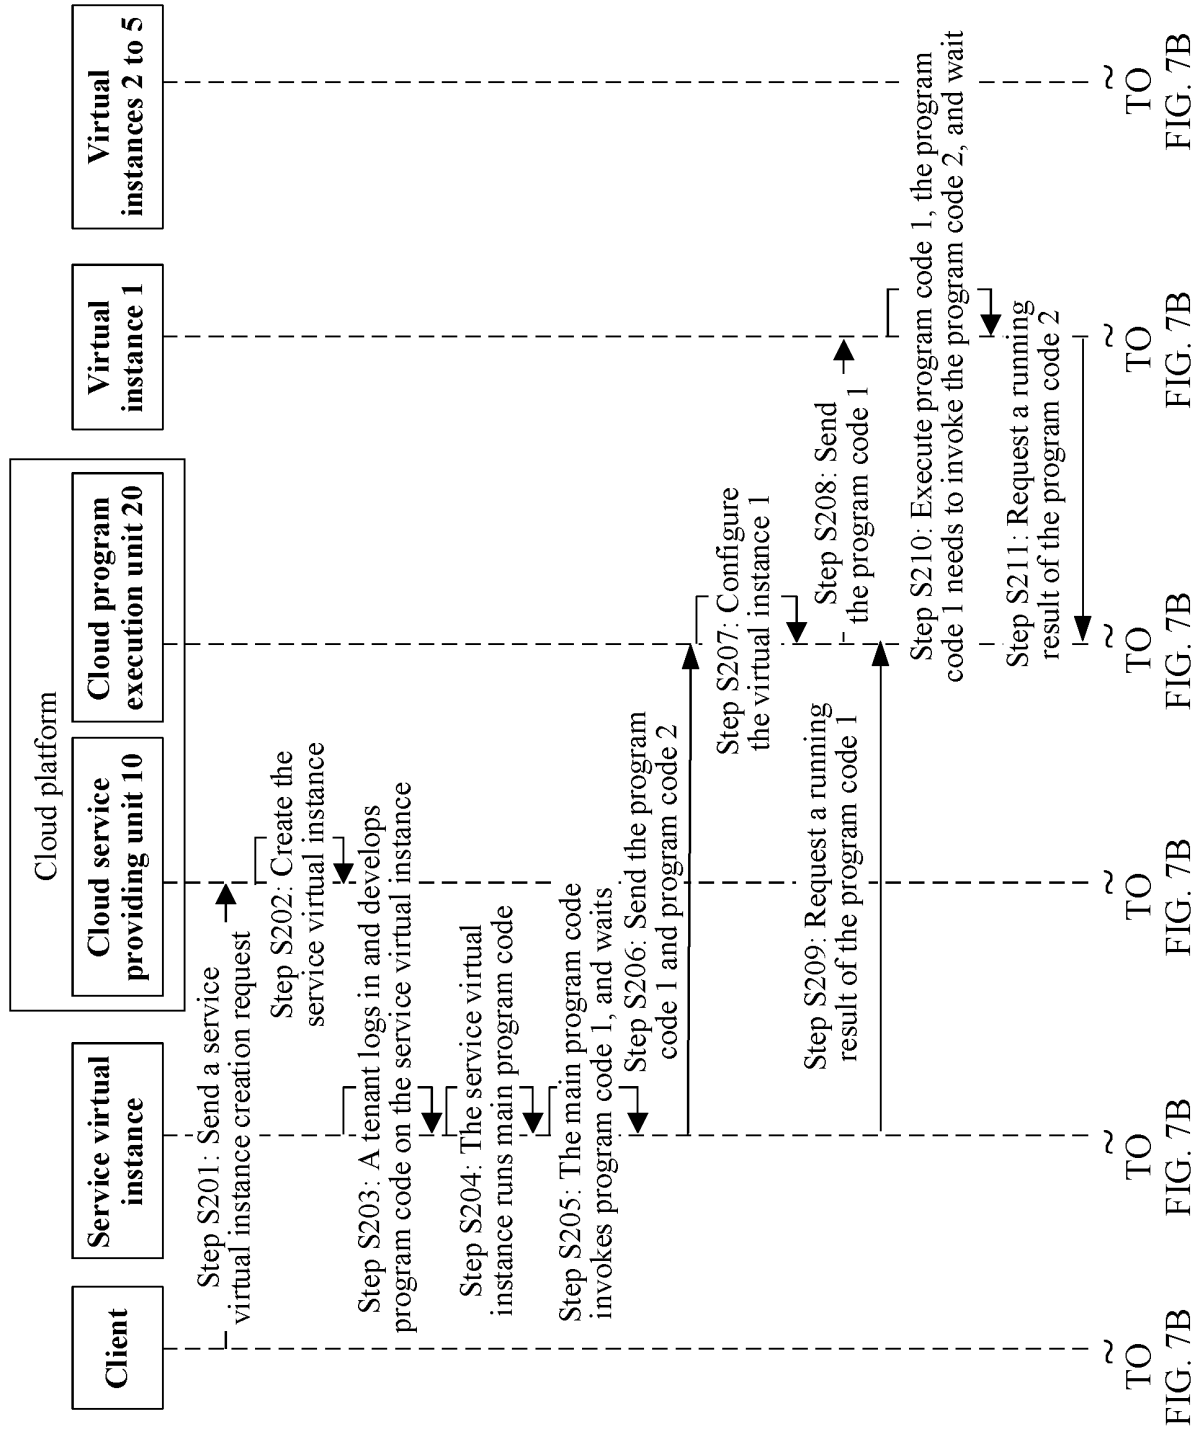 Cloud platform
Client
Service virtual
instance
Cloud service
providing unit 10
Cloud program
execution unit 20
Virtual
instance 1
Virtual
instances 2 to 5
Step S201: Send a service
virtual instance creation request
Step S202: Create the
service virtual instance
Step S203: A tenant logs in and develops
program code on the service virtual instance
Step S204: The service virtual
instance runs main program code
Step S205: The main program code
invokes program code 1, and waits
Step S206: Send the program
code 1 and program code 2
Step S207: Configure
the virtual instance 1
Step S208: Send
the program code 1
Step S209: Request a running
result of the program code 1
Step S210: Execute program code 1, the program
code 1 needs to invoke the program code 2, and wait
Step S211: Request a running
result of the program code 2
~
TO
FIG. 7B
~
TO
FIG. 7B
~
TO
FIG. 7B
~
TO
FIG. 7B
~
TO
FIG. 7B
~
TO
FIG. 7B